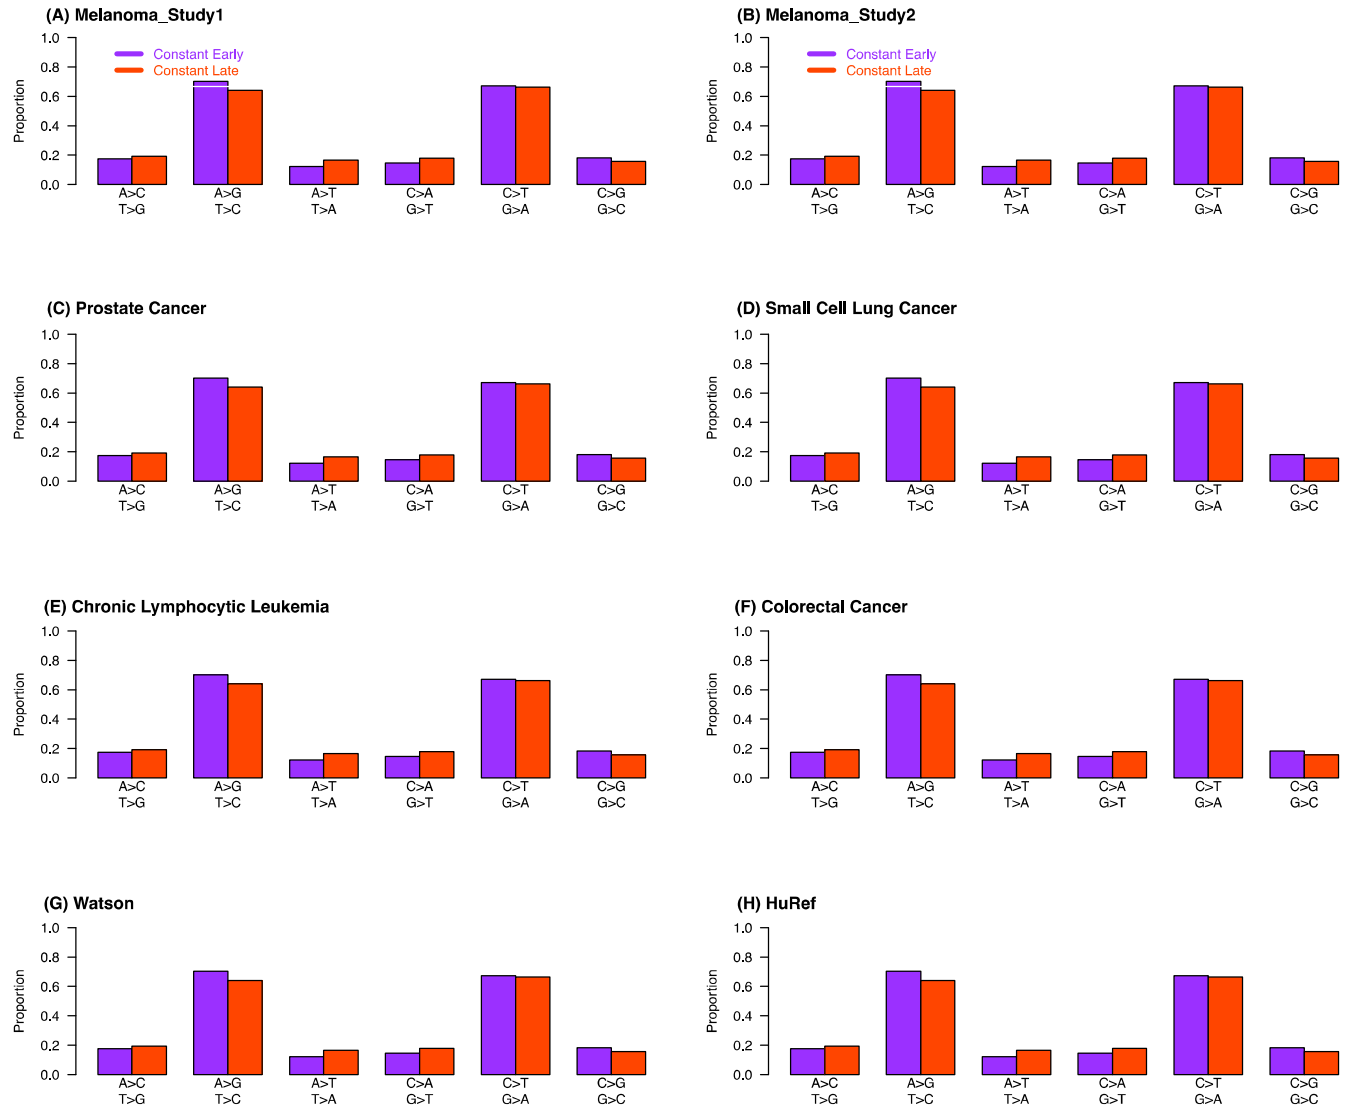 (A) Melanoma_Study1
Proportion
1.0
0.8
0.6
0.4
0.2
0.0
Constant Early
Constant Late
A>C A>G A>T C>A C>T C>G
T>G T>C T>A G>T G>A G>C
(B) Melanoma_Study2
Proportion
1.0
0.8
0.6
0.4
0.2
0.0
Constant Early
Constant Late
A>C A>G A>T C>A C>T C>G
T>G T>C T>A G>T G>A G>C
(C) Prostate Cancer
Proportion
1.0
0.8
0.6
0.4
0.2
0.0
A>C A>G A>T C>A C>T C>G
T>G T>C T>A G>T G>A G>C
(D) Small Cell Lung Cancer
Proportion
1.0
0.8
0.6
0.4
0.2
0.0
A>C A>G A>T C>A C>T C>G
T>G T>C T>A G>T G>A G>C
(E) Chronic Lymphocytic Leukemia
Proportion
1.0
0.8
0.6
0.4
0.2
0.0
A>C A>G A>T C>A C>T C>G
T>G T>C T>A G>T G>A G>C
(F) Colorectal Cancer
Proportion
1.0
0.8
0.6
0.4
0.2
0.0
A>C A>G A>T C>A C>T C>G
T>G T>C T>A G>T G>A G>C
(G) Watson
Proportion
1.0
0.8
0.6
0.4
0.2
0.0
A>C A>G A>T C>A C>T C>G
T>G T>C T>A G>T G>A G>C
(H) HuRef
Proportion
1.0
0.8
0.6
0.4
0.2
0.0
A>C A>G A>T C>A C>T C>G
T>G T>C T>A G>T G>A G>C